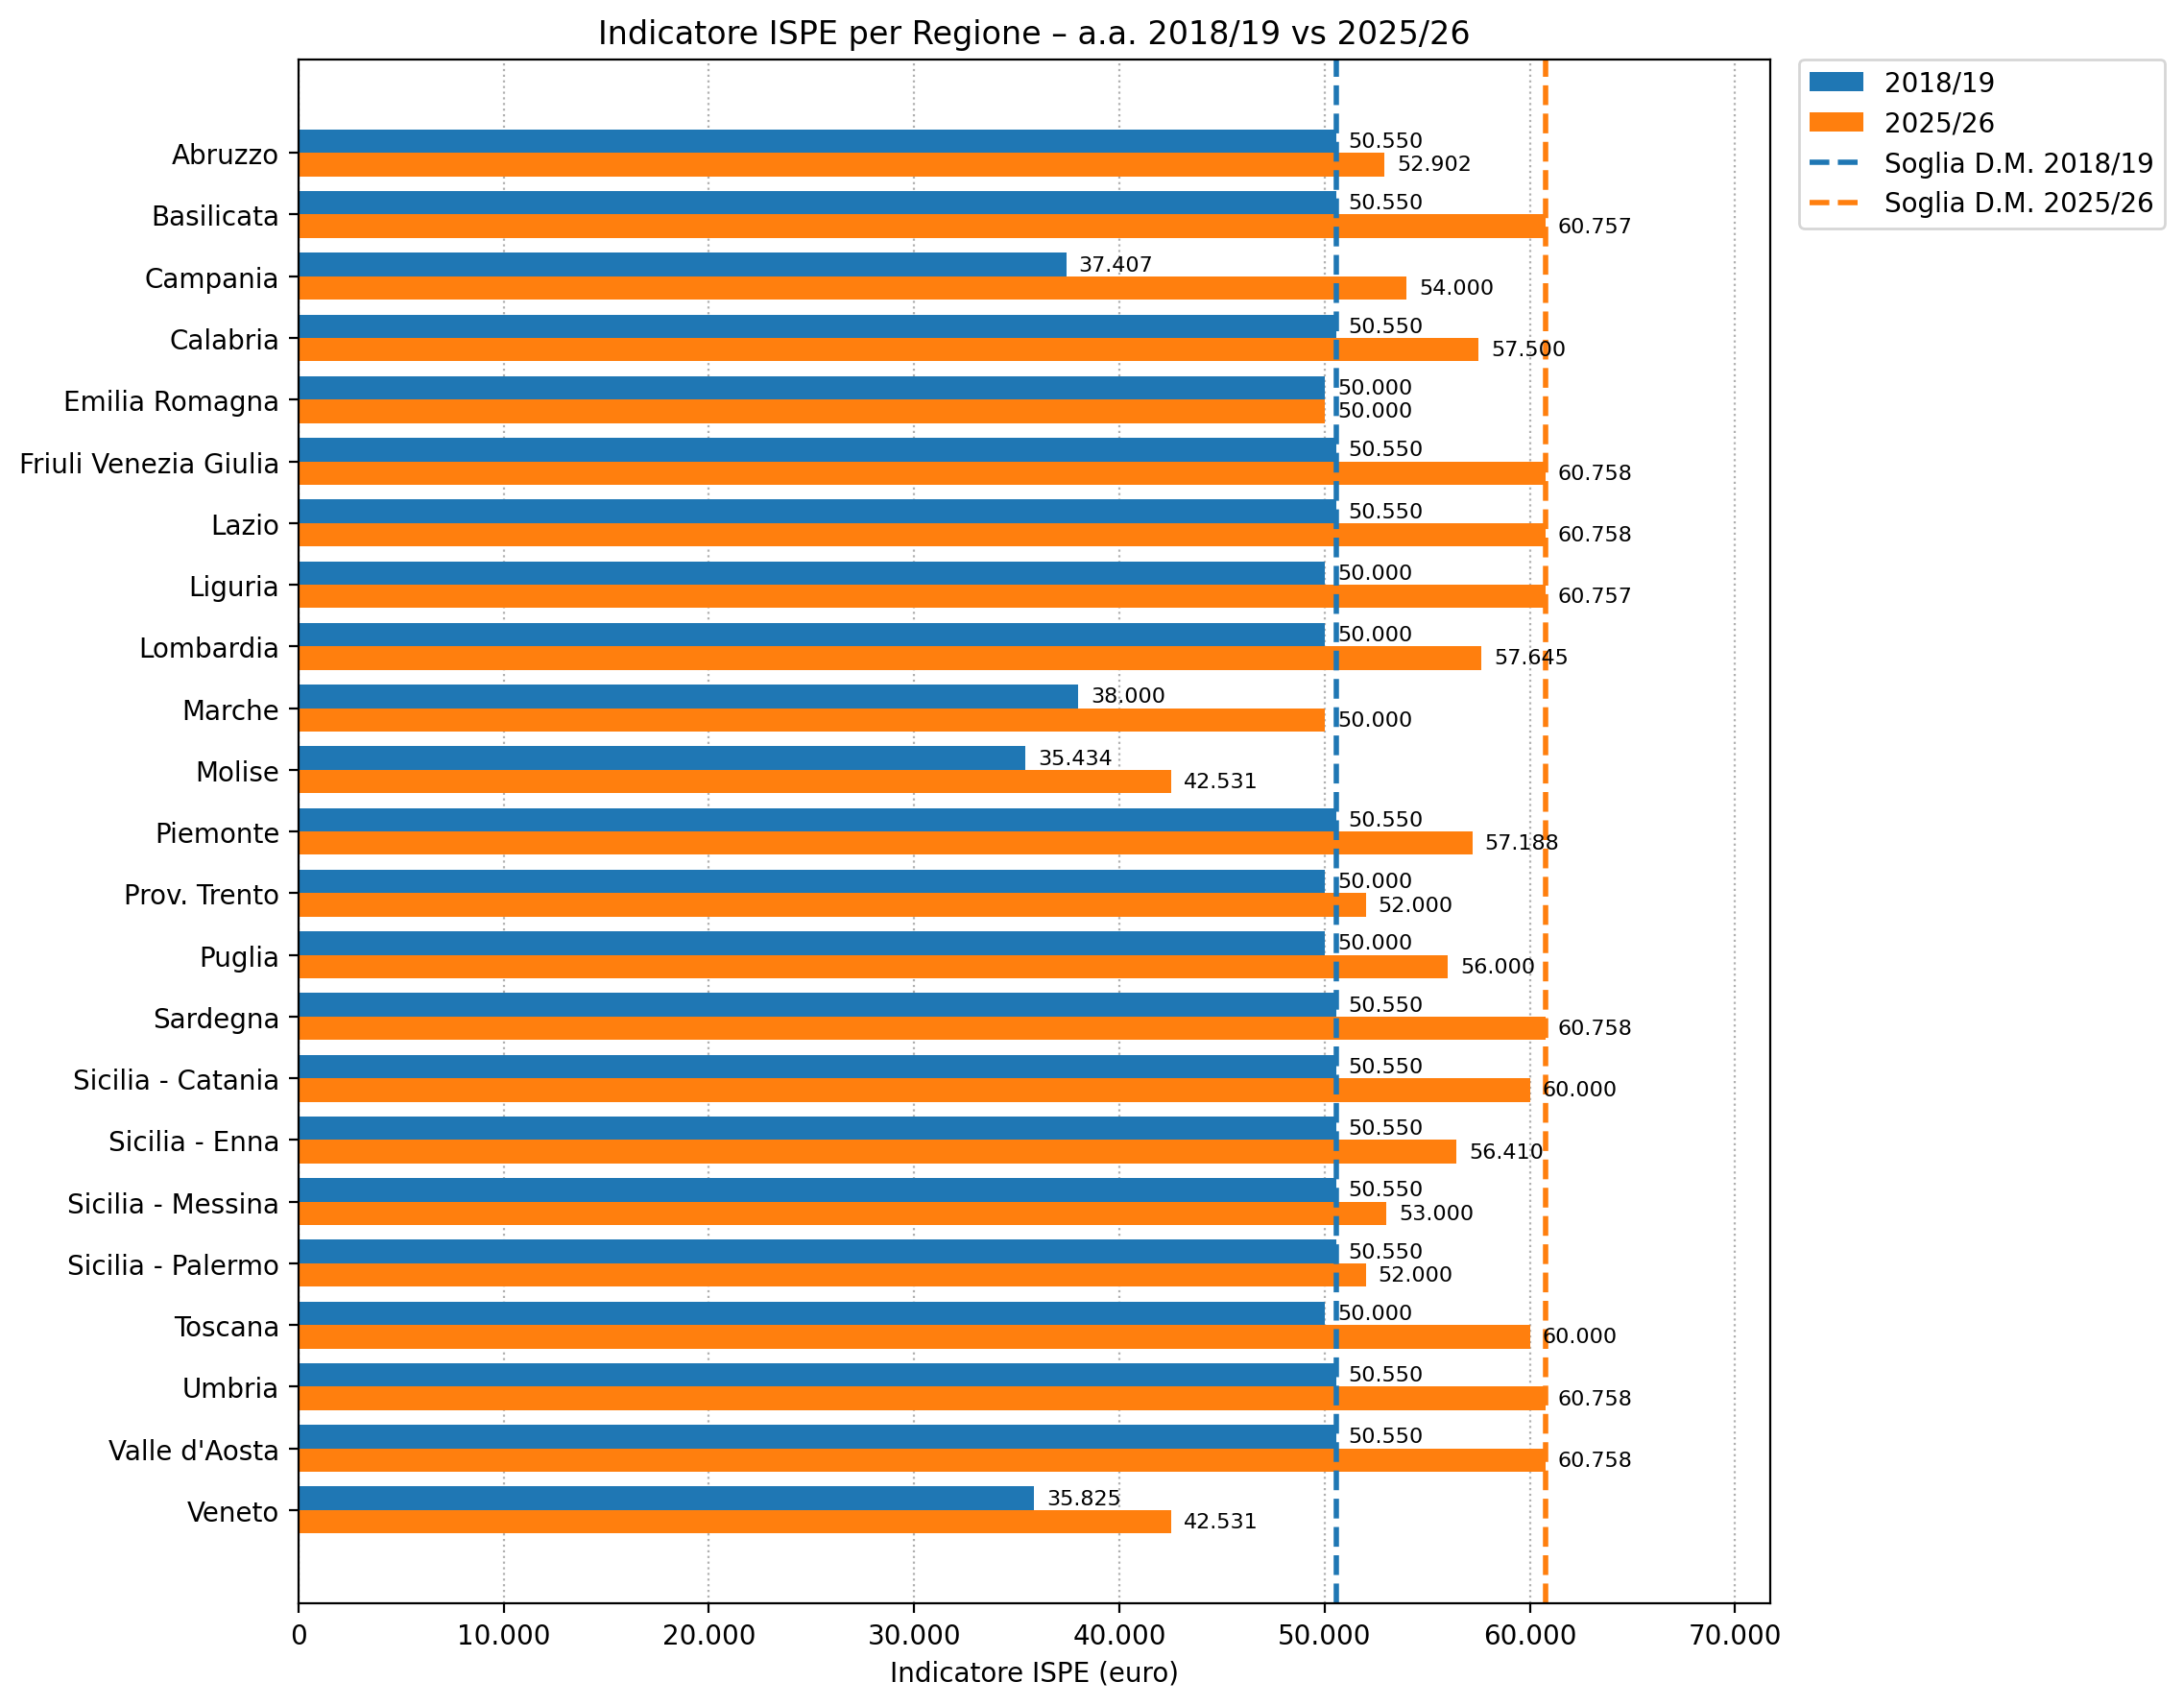 Indicatore ISPE per Regione – a.a. 2018/19 vs 2025/26
2018/19
2025/26
Soglia D.M. 2018/19
Soglia D.M. 2025/26
Abruzzo
50.550
52.902
Basilicata
50.550
60.757
Campania
37.407
54.000
Calabria
50.550
57.500
Emilia Romagna
50.000
50.000
Friuli Venezia Giulia
50.550
60.758
Lazio
50.550
60.758
Liguria
50.000
60.757
Lombardia
50.000
57.645
Marche
38.000
50.000
Molise
35.434
42.531
Piemonte
50.550
57.188
Prov. Trento
50.000
52.000
Puglia
50.000
56.000
Sardegna
50.550
60.758
Sicilia - Catania
50.550
60.000
Sicilia - Enna
50.550
56.410
Sicilia - Messina
50.550
53.000
Sicilia - Palermo
50.550
52.000
Toscana
50.000
60.000
Umbria
50.550
60.758
Valle d'Aosta
50.550
60.758
Veneto
35.825
42.531
0 10.000 20.000 30.000 40.000 50.000 60.000 70.000
Indicatore ISPE (euro)